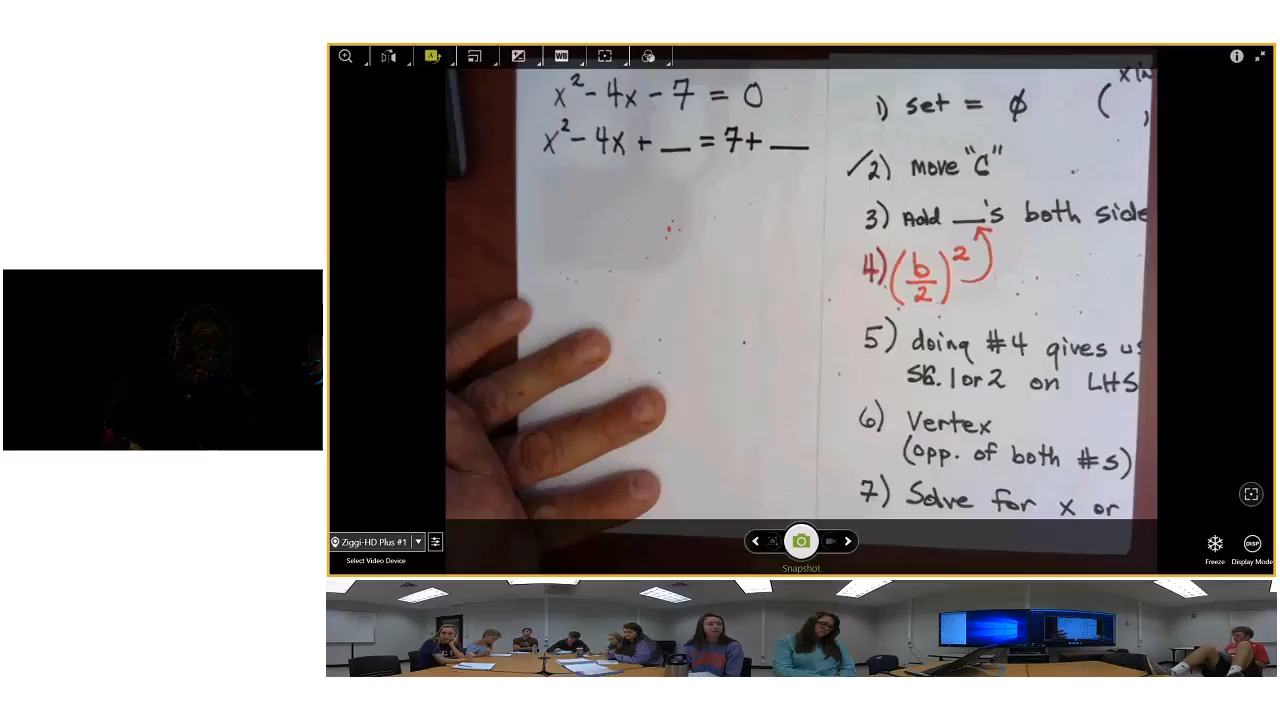 x² - 4x - 7 = 0
x² - 4x + __ = 7 + __
1) set = ∅
(
,
/2) move "C"
3) Add __'s both side
4) (b/2)²
5) doing #4 gives us
1 or 2 on LHS
6) Vertex
(opp. of both #s)
7) Solve for x or
A
WB
i
Ziggi-HD Plus #1
Select Video Device
Snapshot
Freeze
DISP
Display Mode